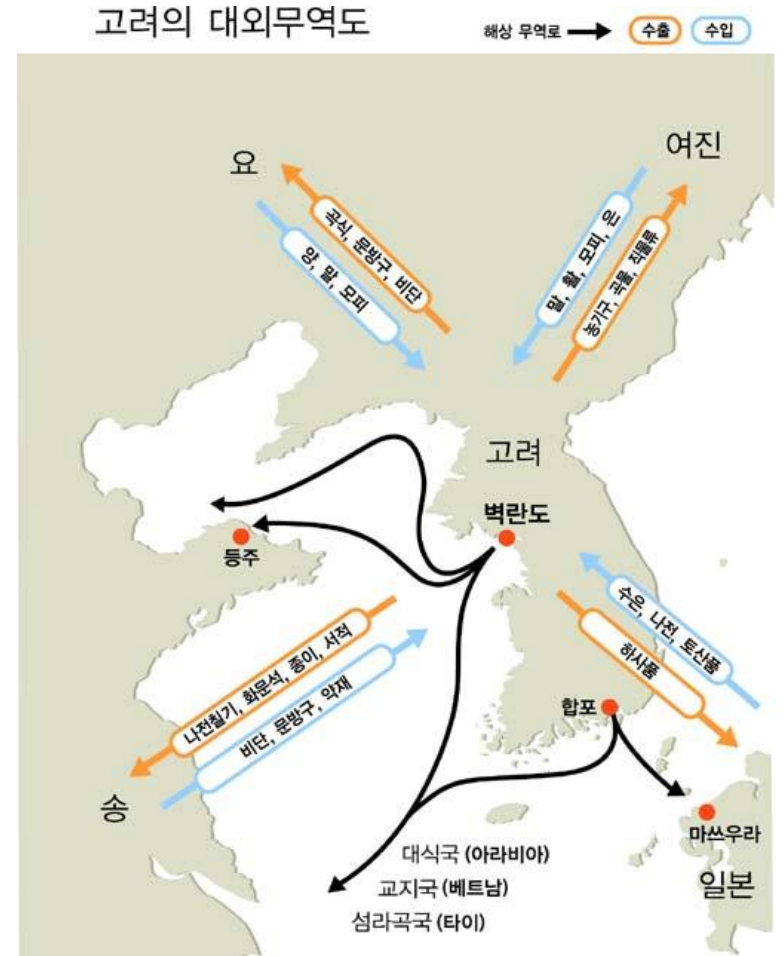 고려의 대외무역도
해상 무역로
수출
수입
요
여진
곡식, 문방구, 비단
양, 말, 모피
말, 활, 모피, 은
농기구, 곡물, 직물류
고려
벽란도
등주
나전칠기, 화문석, 종이, 서적
비단, 문방구, 약재
수은, 나전, 토산품
하사품
합포
송
마쓰우라
일본
대식국 (아라비아)
교지국 (베트남)
섬라곡국 (타이)